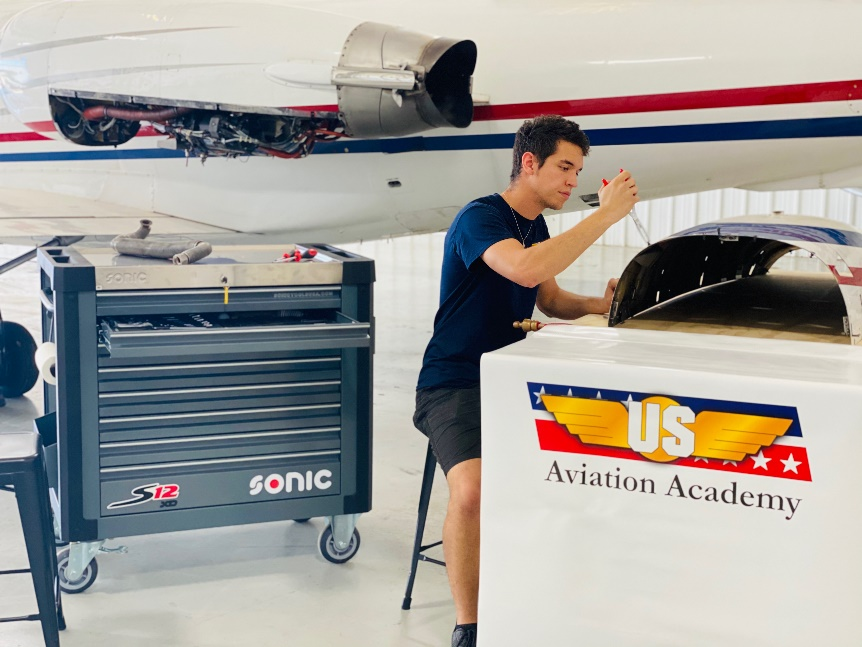 SONIC
S12
XD
SONIC
US
Aviation Academy